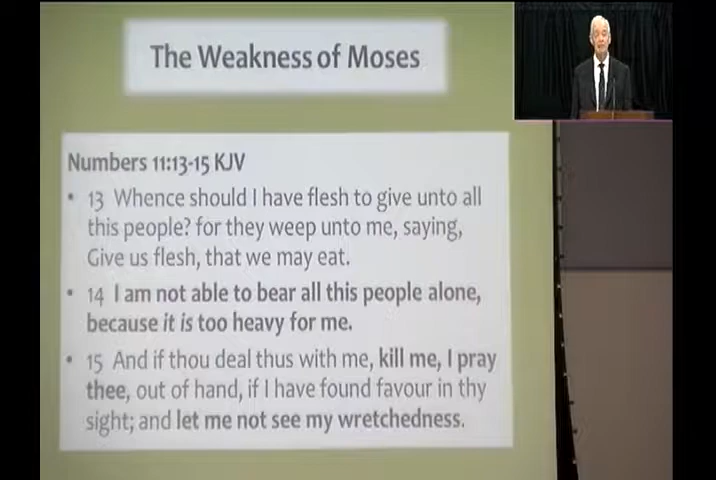 The Weakness of Moses
Numbers 11:13-15 KJV
• 13 Whence should I have flesh to give unto all
this people? for they weep unto me, saying,
Give us flesh, that we may eat.
• 14 I am not able to bear all this people alone,
because it is too heavy for me.
• 15 And if thou deal thus with me, kill me, I pray
thee, out of hand, if I have found favour in thy
sight; and let me not see my wretchedness.